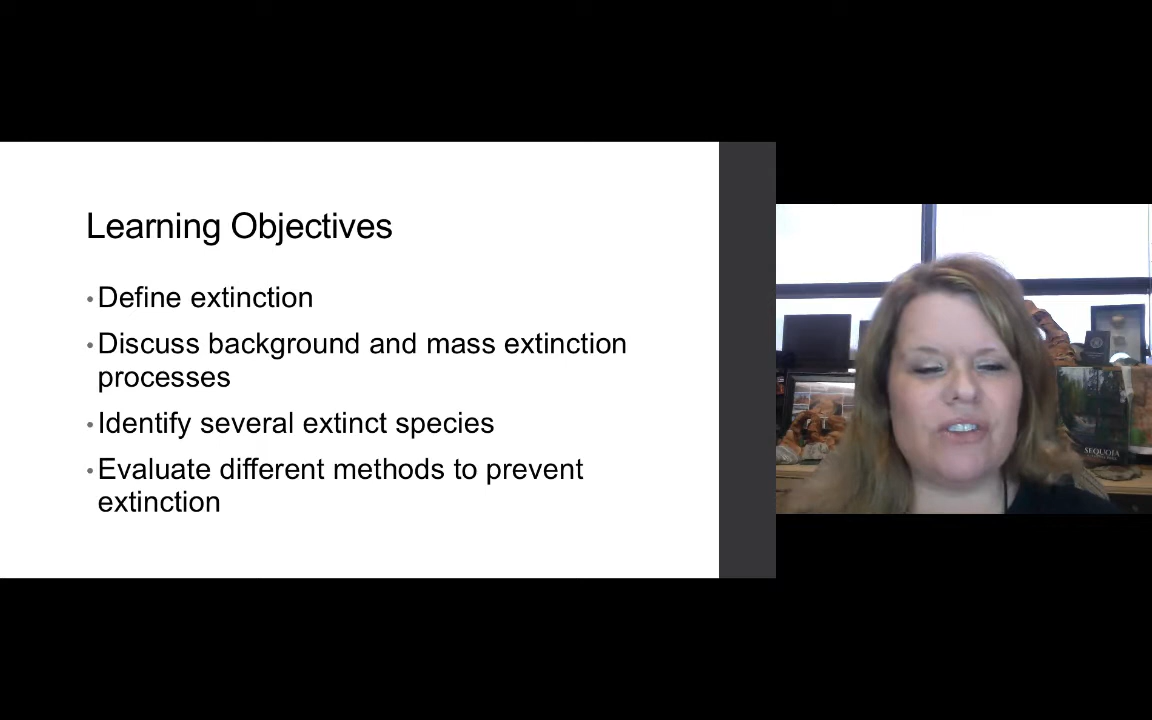 Learning Objectives
• Define extinction
• Discuss background and mass extinction
processes
• Identify several extinct species
• Evaluate different methods to prevent
extinction
SEQUOIA